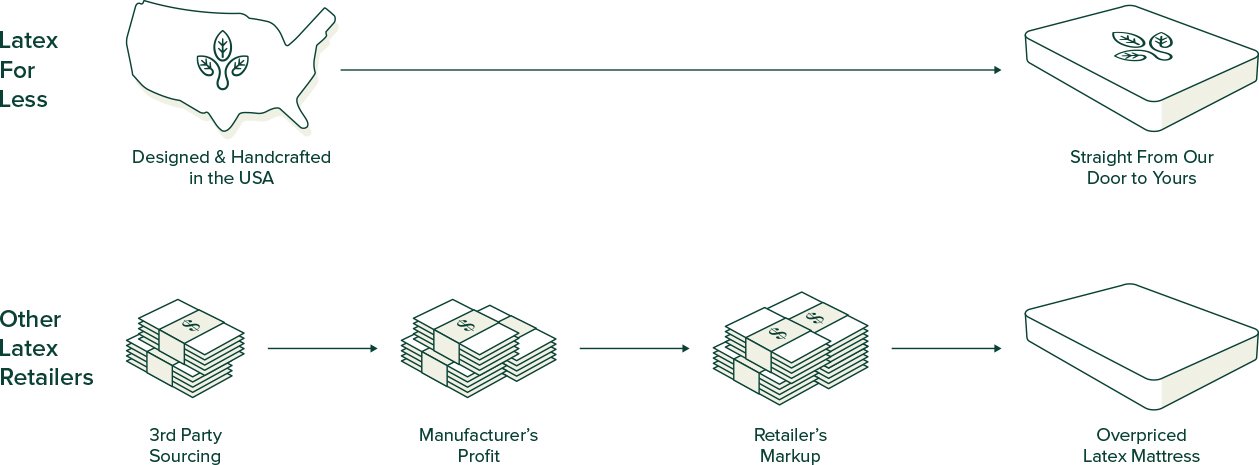 Latex
For
Less
Designed & Handcrafted
in the USA
Straight From Our
Door to Yours
Other
Latex
Retailers
$
$
$
$
3rd Party
Sourcing
Manufacturer’s
Profit
Retailer’s
Markup
Overpriced
Latex Mattress